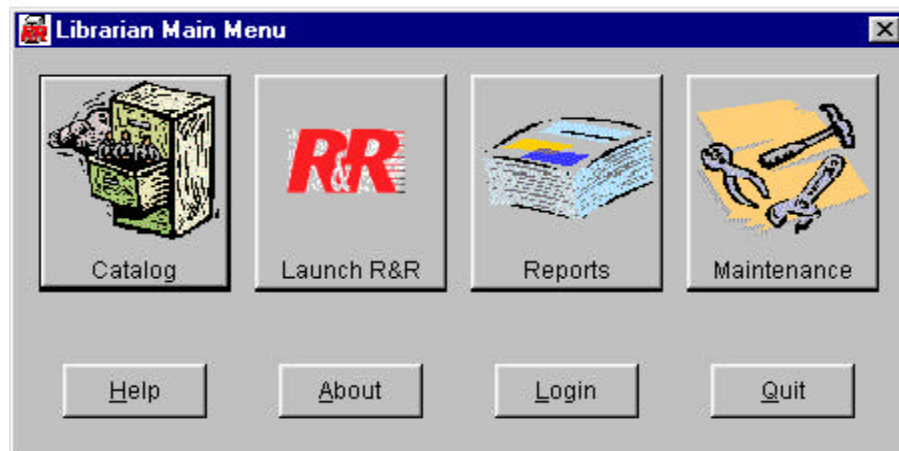 Librarian Main Menu
R&R
Catalog
Launch R&R
Reports
Maintenance
Help
About
Login
Quit